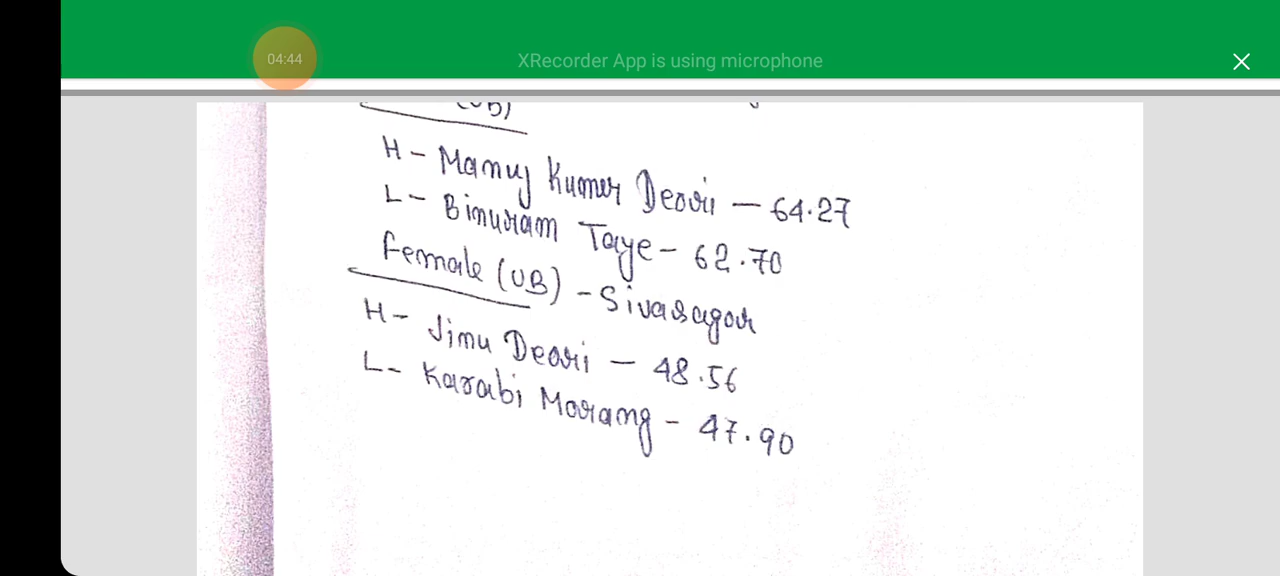 04:44
XRecorder App is using microphone
(UB)
H - Manuj Kumar Deori - 64.27
L - Binuram Taye - 62.70
Female (UB) - Sivasagar
H - Jimu Deori - 48.56
L - Karabi Morang - 47.90